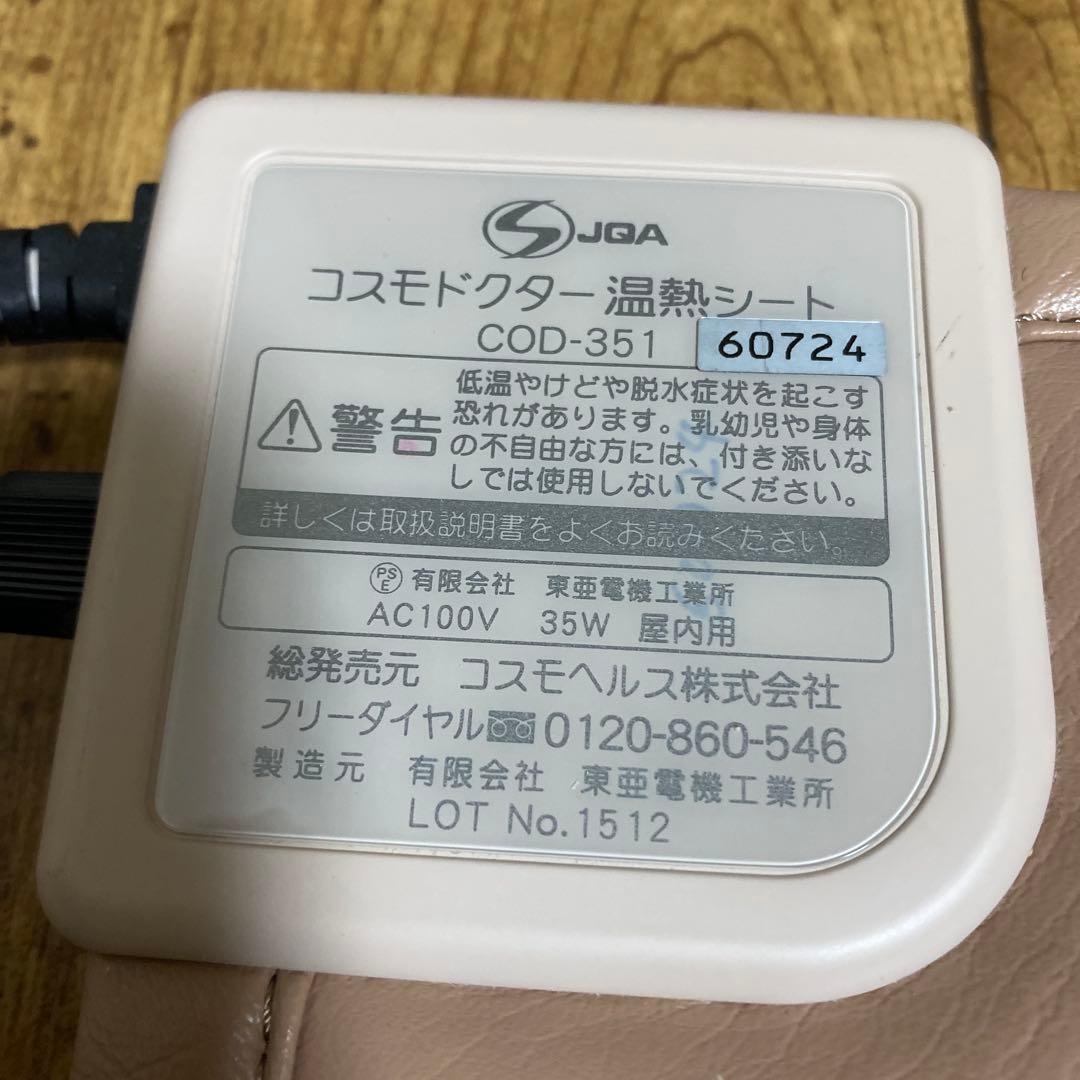 JQA
コスモドクター 温熱シート
COD-351 60724
警告
低温やけどや脱水症状を起こす
恐れがあります。乳幼児や身体
の不自由な方には、付き添いな
しでは使用しないでください。
詳しくは取扱説明書をよくお読みください。
PSE 有限会社 東亜電機工業所
AC100V 35W 屋内用
総発売元 コスモヘルス株式会社
フリーダイヤル 0120-860-546
製造元 有限会社 東亜電機工業所
LOT No.1512